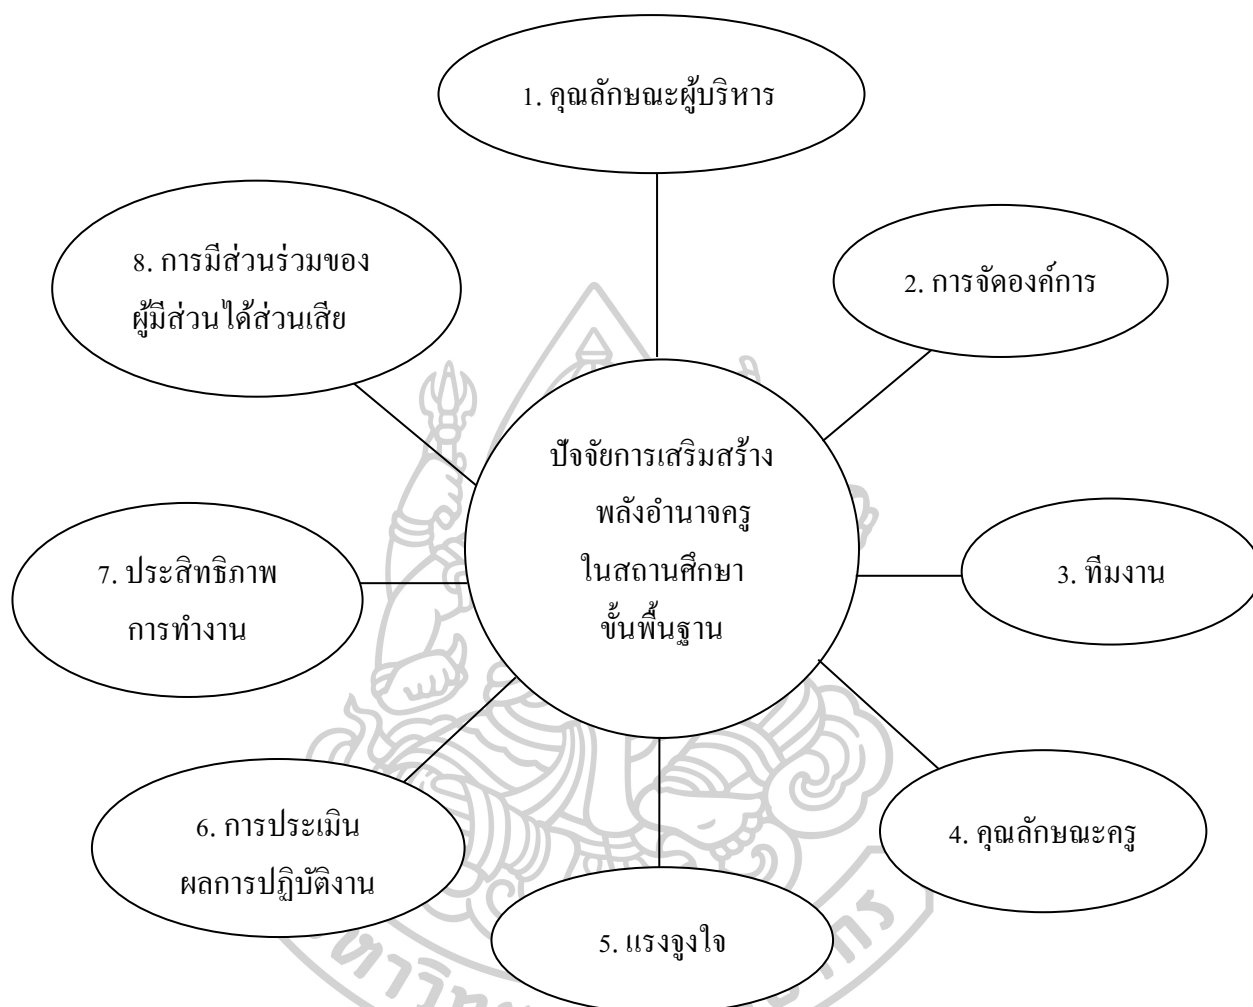 1. คุณลักษณะผู้บริหาร
2. การจัดองค์การ
3. ทีมงาน
4. คุณลักษณะครู
5. แรงจูงใจ
6. การประเมิน
ผลการปฏิบัติงาน
7. ประสิทธิภาพ
การทำงาน
8. การมีส่วนร่วมของ
ผู้มีส่วนได้ส่วนเสีย
ปัจจัยการเสริมสร้าง
พลังอำนาจครู
ในสถานศึกษา
ขั้นพื้นฐาน